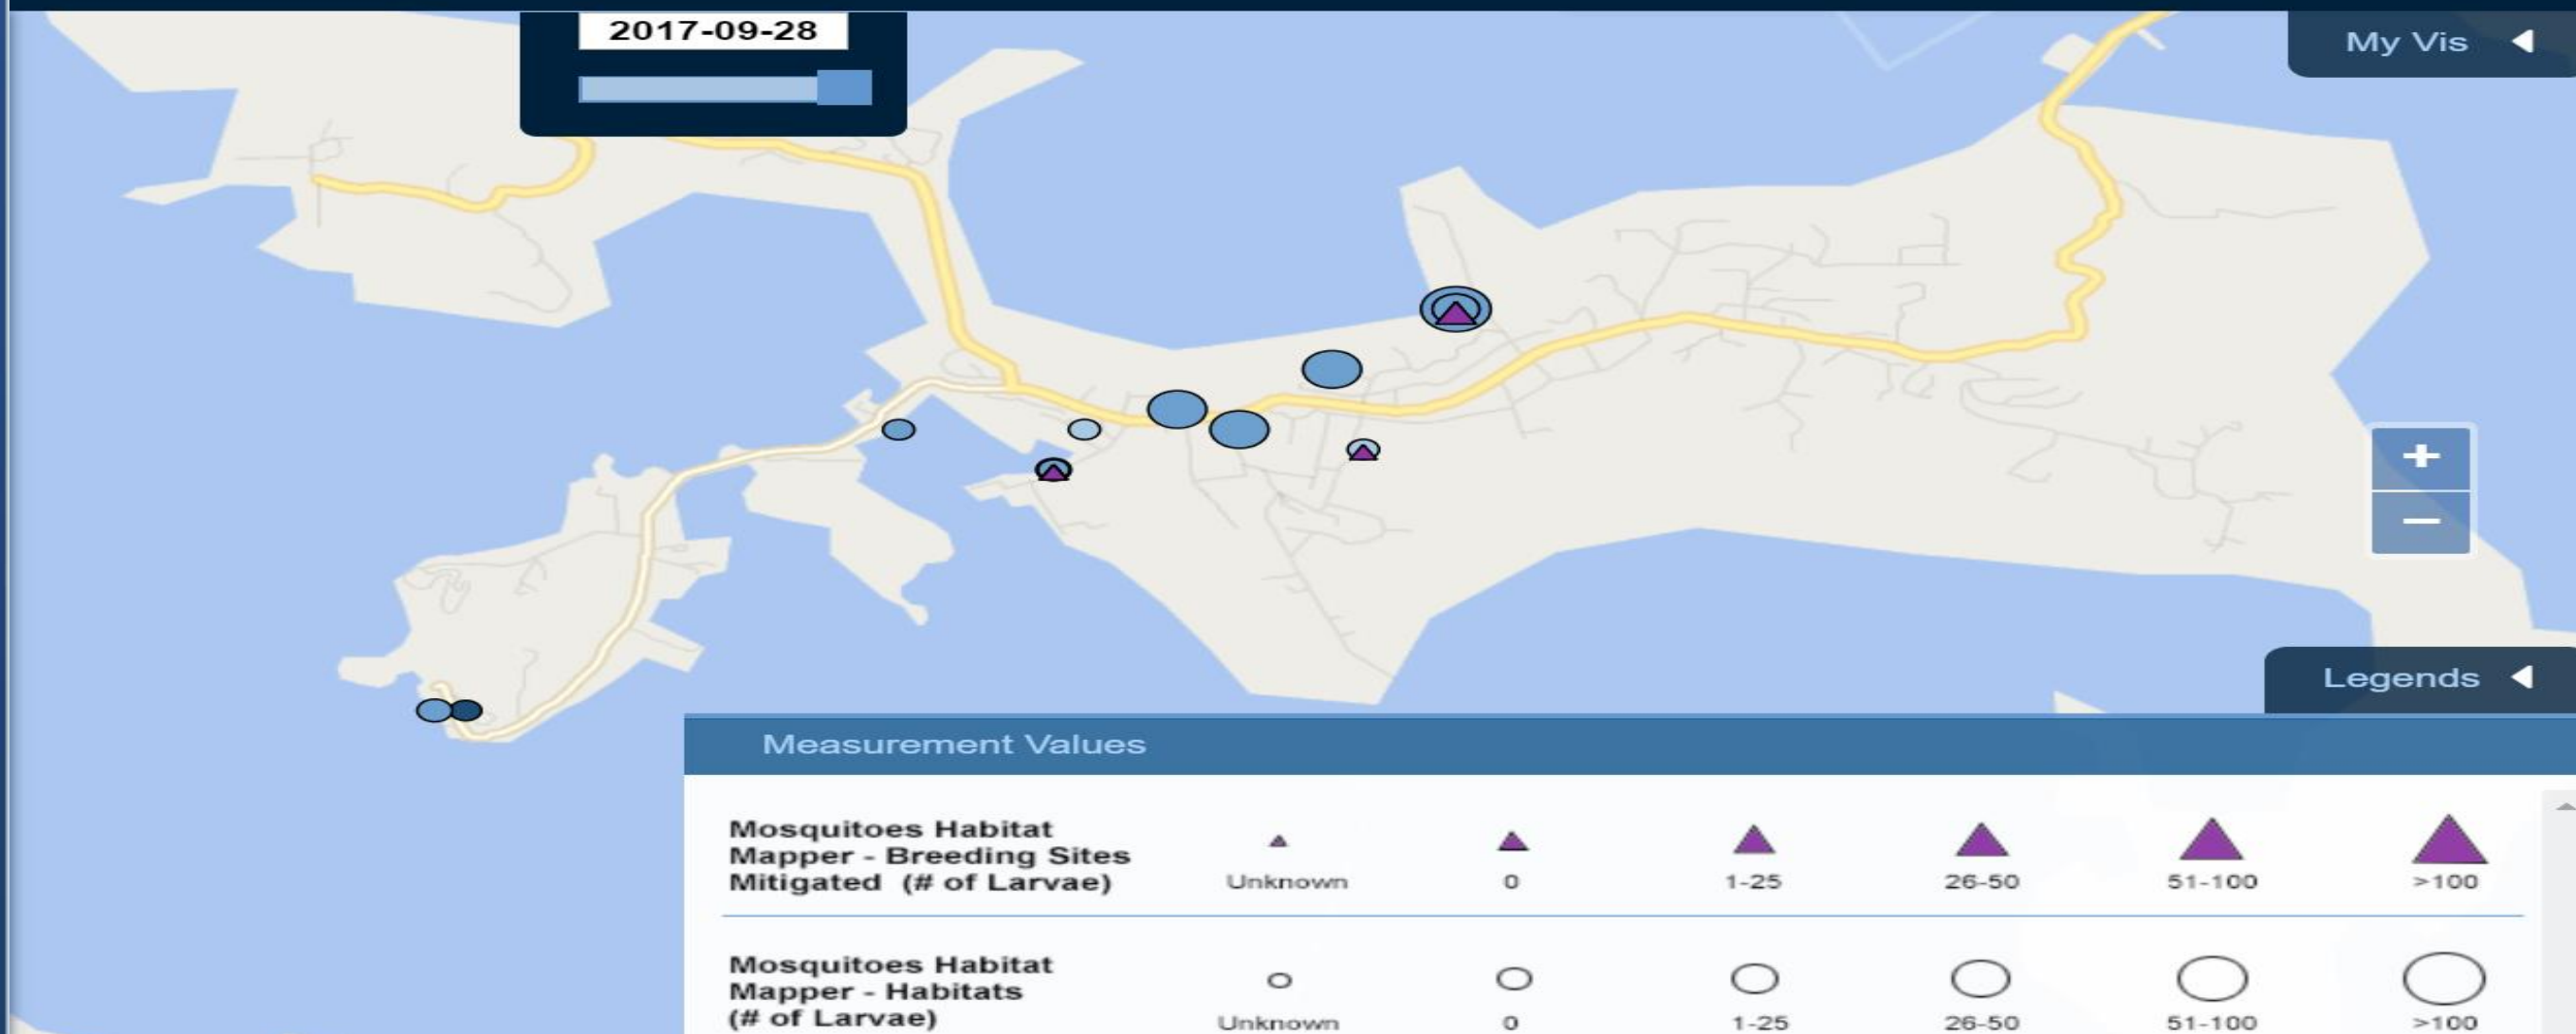 2017-09-28
My Vis
+
−
Legends
Measurement Values
Mosquitoes Habitat
Mapper - Breeding Sites
Mitigated (# of Larvae)
Unknown 0 1-25 26-50 51-100 >100
Mosquitoes Habitat
Mapper - Habitats
(# of Larvae)
Unknown 0 1-25 26-50 51-100 >100